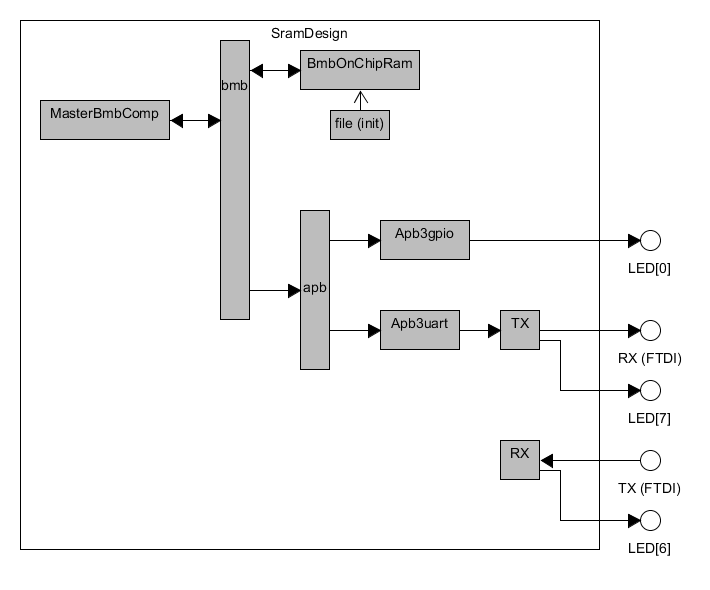 SramDesign
bmb
BmbOnChipRam
MasterBmbComp
file (init)
apb
Apb3gpio
LED[0]
Apb3uart
TX
RX (FTDI)
LED[7]
RX
TX (FTDI)
LED[6]